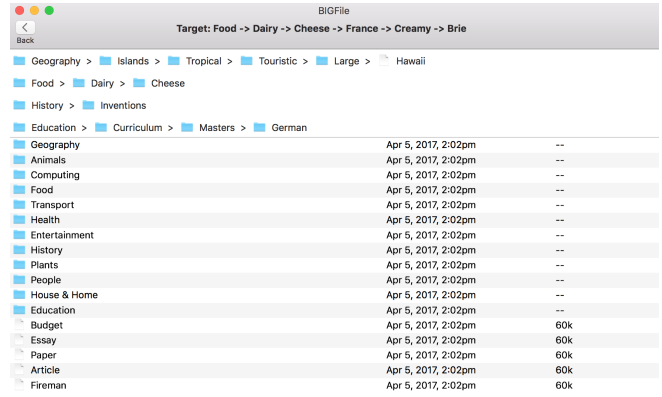 BIGFile
Target: Food -> Dairy -> Cheese -> France -> Creamy -> Brie
Back
Geography > Islands > Tropical > Touristic > Large > Hawaii
Food > Dairy > Cheese
History > Inventions
Education > Curriculum > Masters > German
Geography Apr 5, 2017, 2:02pm --
Animals Apr 5, 2017, 2:02pm --
Computing Apr 5, 2017, 2:02pm --
Food Apr 5, 2017, 2:02pm --
Transport Apr 5, 2017, 2:02pm --
Health Apr 5, 2017, 2:02pm --
Entertainment Apr 5, 2017, 2:02pm --
History Apr 5, 2017, 2:02pm --
Plants Apr 5, 2017, 2:02pm --
People Apr 5, 2017, 2:02pm --
House & Home Apr 5, 2017, 2:02pm --
Education Apr 5, 2017, 2:02pm --
Budget Apr 5, 2017, 2:02pm 60k
Essay Apr 5, 2017, 2:02pm 60k
Paper Apr 5, 2017, 2:02pm 60k
Article Apr 5, 2017, 2:02pm 60k
Fireman Apr 5, 2017, 2:02pm 60k